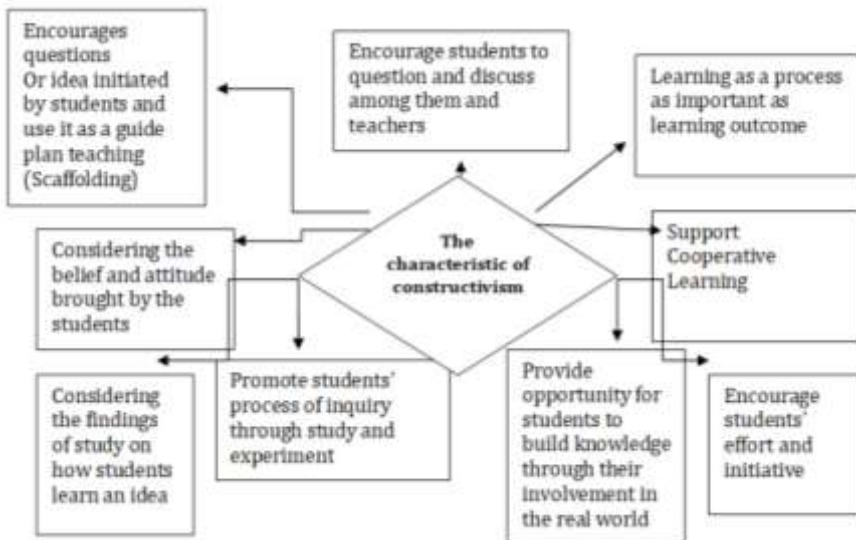 Encourages
questions
Or idea initiated
by students and
use it as a guide
plan teaching
(Scaffolding)
Encourage students to
question and discuss
among them and
teachers
Learning as a process
as important as
learning outcome
Considering the
belief and attitude
brought by the
students
The
characteristic of
constructivism
Support
Cooperative
Learning
Considering
the findings
of study on
how students
learn an idea
Promote students'
process of inquiry
through study and
experiment
Provide
opportunity for
students to
build knowledge
through their
involvement in
the real world
Encourage
students'
effort and
initiative